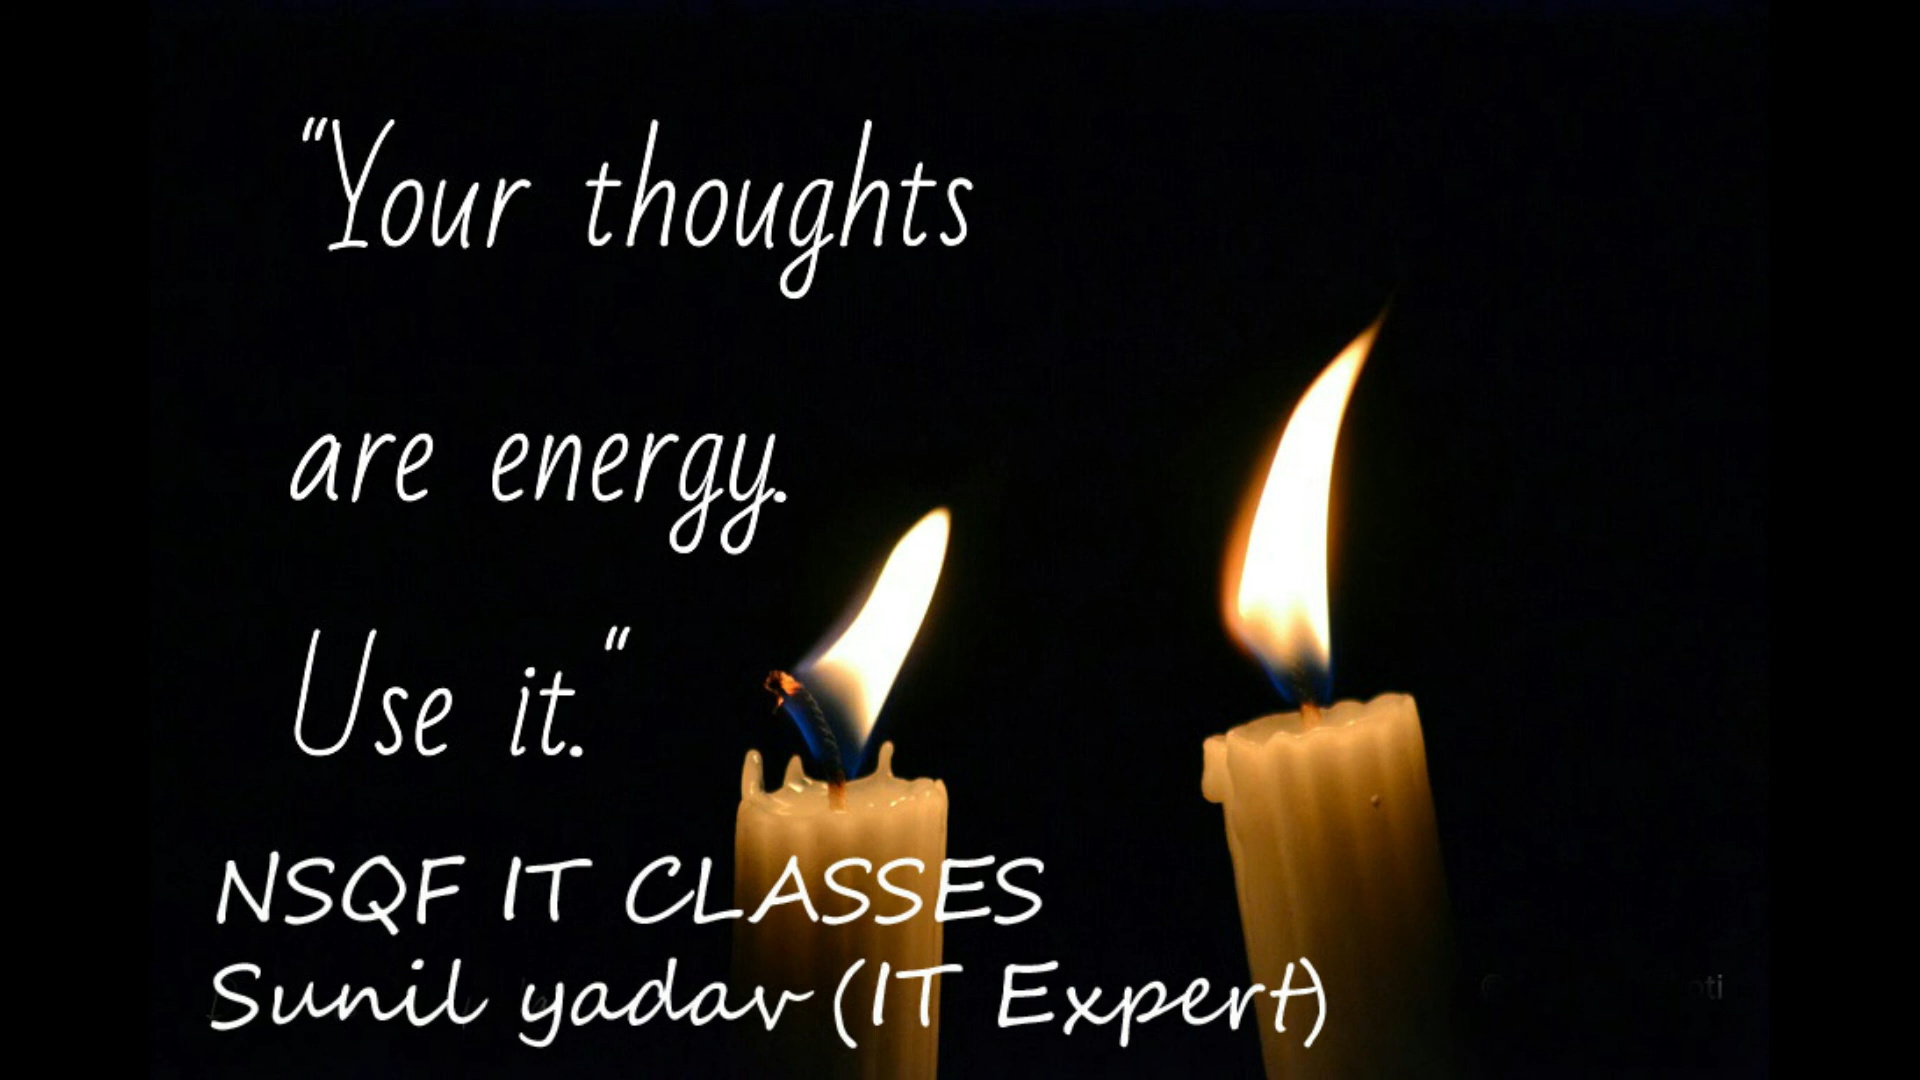 "Your thoughts
are energy.
Use it."
NSQF IT CLASSES
Sunil yadav (IT Expert)